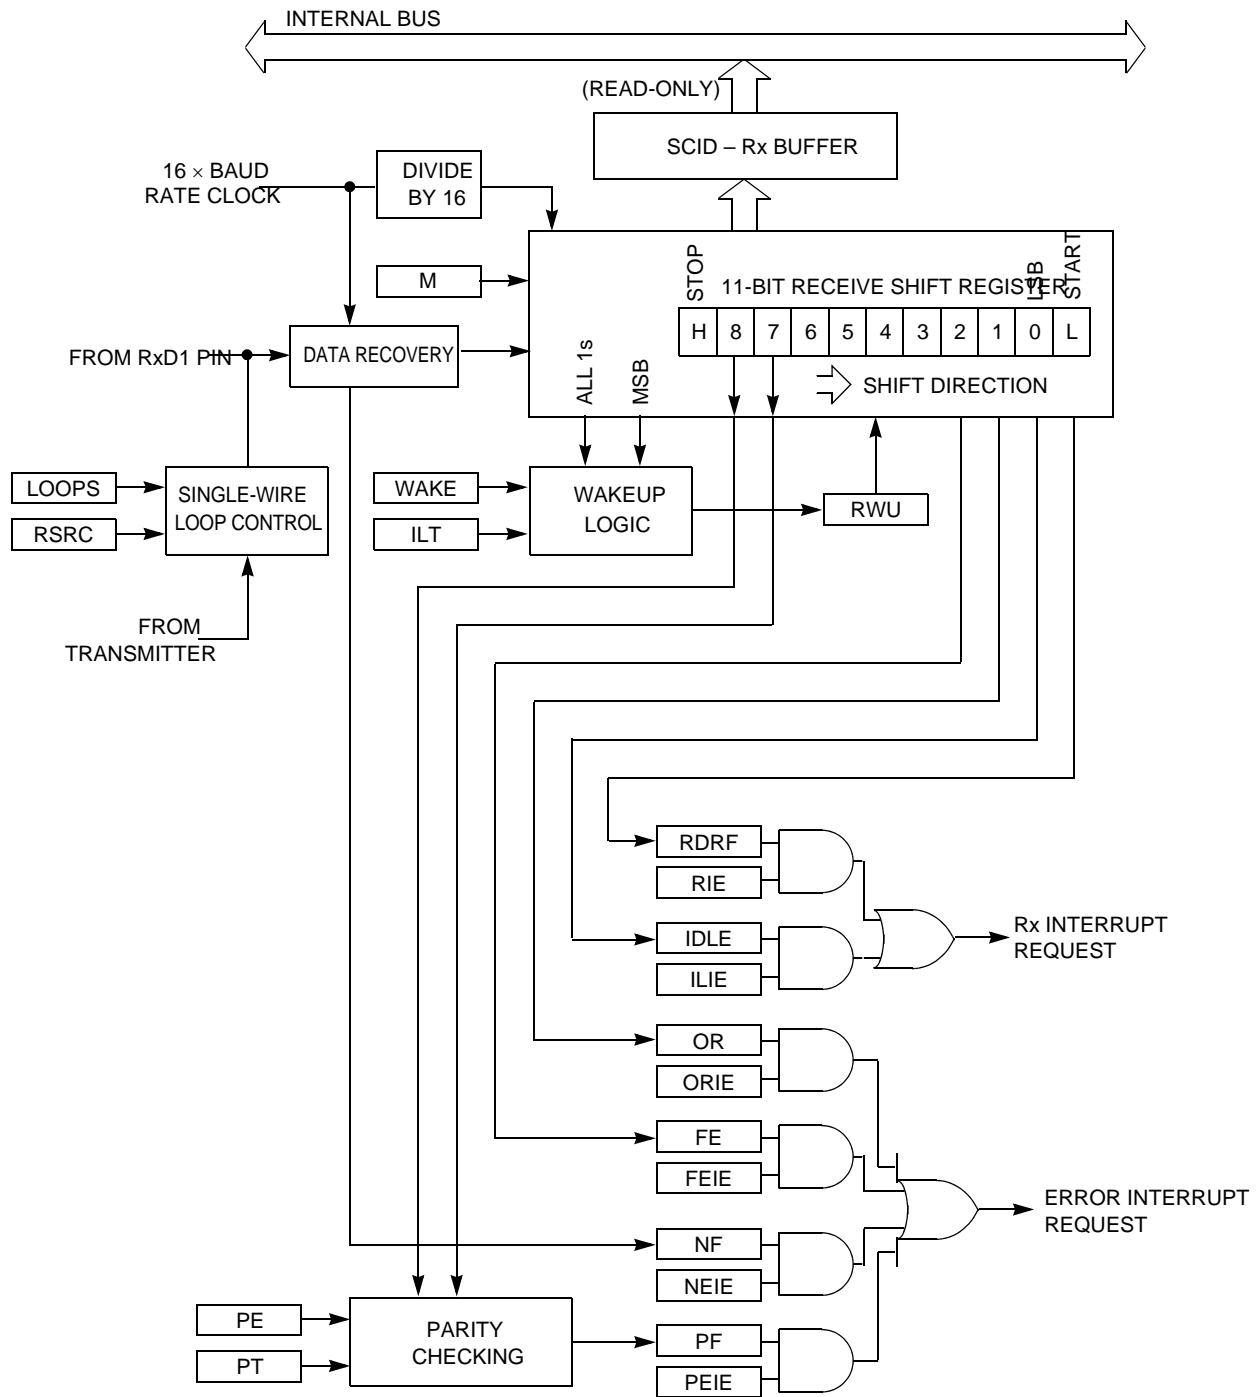 INTERNAL BUS
(READ-ONLY)
SCID – Rx BUFFER
16 × BAUD
RATE CLOCK
DIVIDE
BY 16
STOP
LSB
START
11-BIT RECEIVE SHIFT REGISTER
M
H 8 7 6 5 4 3 2 1 0 L
FROM RxD1 PIN
DATA RECOVERY
ALL 1s
MSB
SHIFT DIRECTION
LOOPS
RSRC
SINGLE-WIRE
LOOP CONTROL
WAKE
ILT
WAKEUP
LOGIC
RWU
FROM
TRANSMITTER
RDRF
RIE
IDLE
ILIE
Rx INTERRUPT
REQUEST
OR
ORIE
FE
FEIE
ERROR INTERRUPT
REQUEST
NF
NEIE
PE
PT
PARITY
CHECKING
PF
PEIE